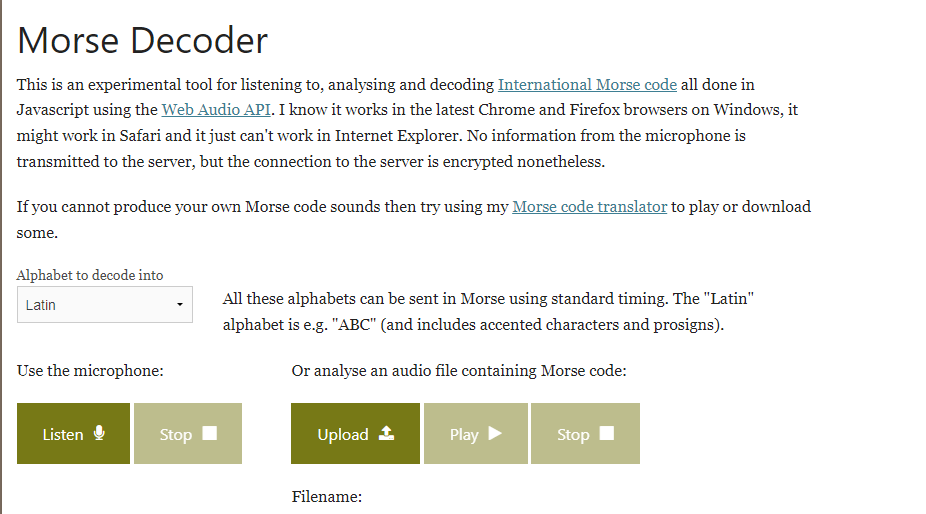 Morse Decoder
This is an experimental tool for listening to, analysing and decoding International Morse code all done in
Javascript using the Web Audio API. I know it works in the latest Chrome and Firefox browsers on Windows, it
might work in Safari and it just can't work in Internet Explorer. No information from the microphone is
transmitted to the server, but the connection to the server is encrypted nonetheless.
If you cannot produce your own Morse code sounds then try using my Morse code translator to play or download
some.
Alphabet to decode into
Latin
All these alphabets can be sent in Morse using standard timing. The "Latin"
alphabet is e.g. "ABC" (and includes accented characters and prosigns).
Use the microphone:
Listen Stop
Or analyse an audio file containing Morse code:
Upload Play Stop
Filename: